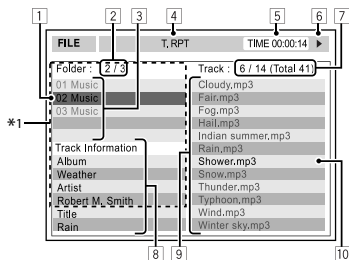 1 2 3 4 5 6 7
FILE T. RPT TIME 00:00:14
Folder : 2 / 3 Track : 6 / 14 (Total 41)
01 Music
02 Music
03 Music
*1
Track Information
Album
Weather
Artist
Robert M. Smith
Title
Rain
Cloudy.mp3
Fair.mp3
Fog.mp3
Hail.mp3
Indian summer.mp3
Rain.mp3
Shower.mp3
Snow.mp3
Thunder.mp3
Typhoon.mp3
Wind.mp3
Winter sky.mp3
8 9 10